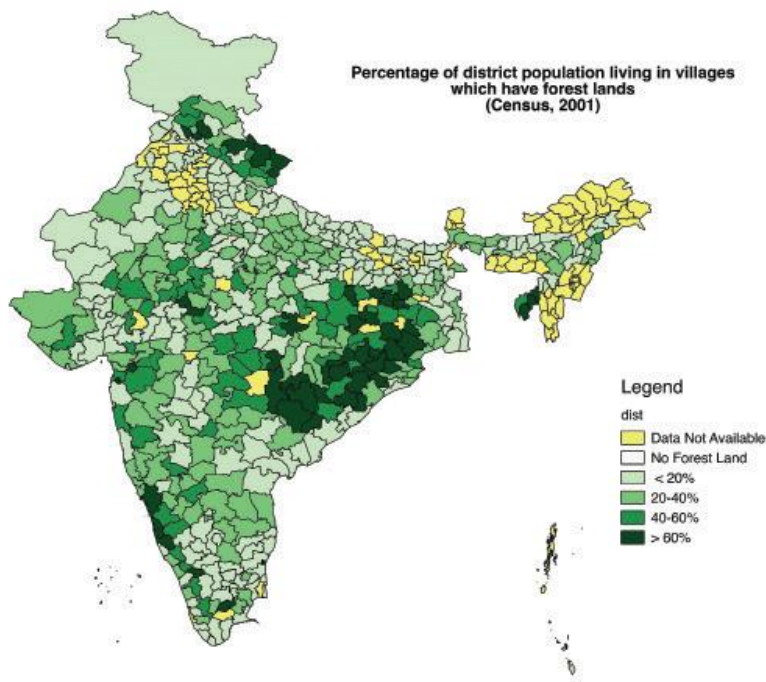 Percentage of district population living in villages
which have forest lands
(Census, 2001)
Legend
dist
Data Not Available
No Forest Land
< 20%
20-40%
40-60%
> 60%